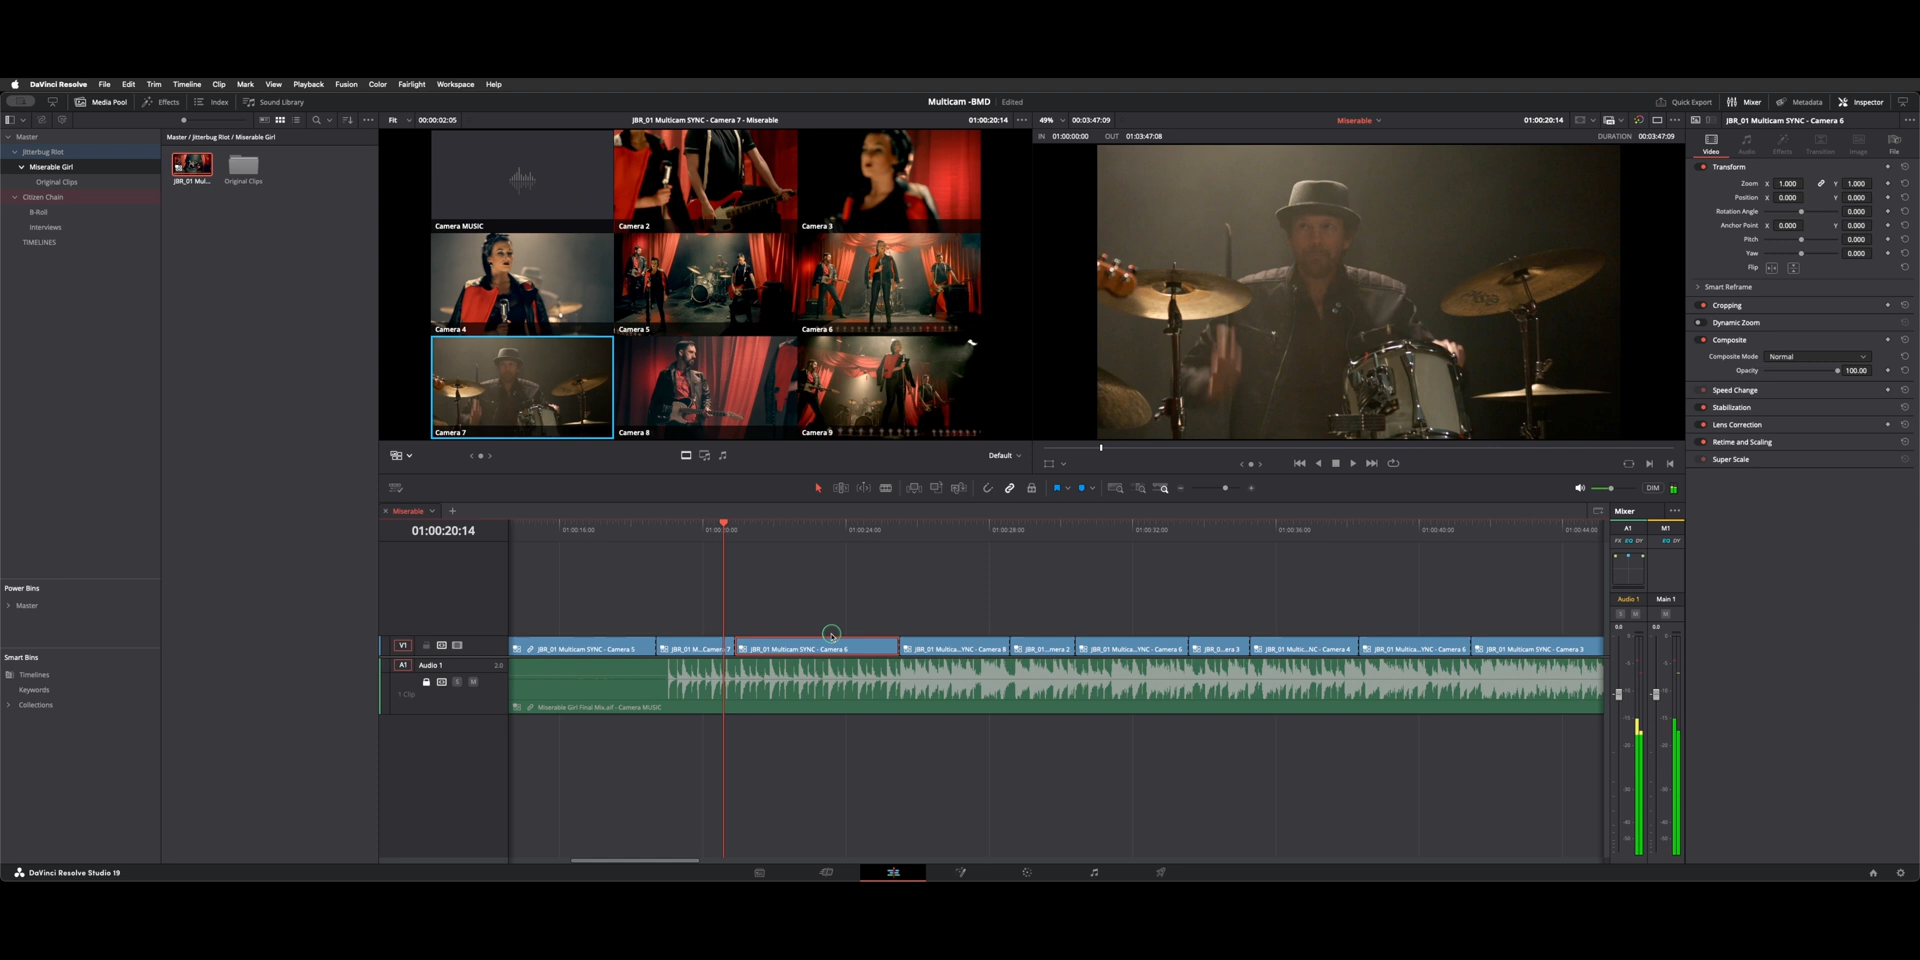 DaVinci Resolve File Edit Trim Timeline Clip Mark View Playback Fusion Color Fairlight Workspace Help
Media Pool Effects Index Sound Library Multicam -BMD Edited Quick Export Mixer Metadata Inspector
Fit 00:00:02:05 JBR_01 Multicam SYNC - Camera 7 - Miserable 01:00:20:14 49% 00:03:47:09 Miserable 01:00:20:14 JBR_01 Multicam SYNC - Camera 6
Master
Jitterbug Riot
Miserable Girl
Original Clips
Citizen Chain
B-Roll
Interviews
TIMELINES
Power Bins
Master
Smart Bins
Timelines
Keywords
Collections
Master / Jitterbug Riot / Miserable Girl
JBR_01 Mul... Original Clips
Camera MUSIC Camera 2 Camera 3
Camera 4 Camera 5 Camera 6
Camera 7 Camera 8 Camera 9
Default
IN 01:00:00:00 OUT 01:03:47:08 DURATION 00:03:47:09
Video Audio Effects Transition Image File
Transform
Zoom X 1.000 Y 1.000
Position X 0.000 Y 0.000
Rotation Angle 0.000
Anchor Point X 0.000 Y 0.000
Pitch 0.000
Yaw 0.000
Flip
Smart Reframe
Cropping
Dynamic Zoom
Composite
Composite Mode Normal
Opacity 100.00
Speed Change
Stabilization
Lens Correction
Retime and Scaling
Super Scale
DIM
Miserable
01:00:20:14
01:00:16:00 01:00:20:00 01:00:24:00 01:00:28:00 01:00:32:00 01:00:36:00 01:00:40:00 01:00:44:00
V1
JBR_01 Multicam SYNC - Camera 5 JBR_01 M...Camera 7 JBR_01 Multicam SYNC - Camera 6 JBR_01 Multica...YNC - Camera 8 JBR_01...mera 2 JBR_01 Multica...YNC - Camera 6 JBR_0...era 3 JBR_01 Multic...NC - Camera 4 JBR_01 Multica...YNC - Camera 6 JBR_01 Multicam SYNC - Camera 3
A1 Audio 1 2.0
S M
1 Clip
Miserable Girl Final Mix.aif - Camera MUSIC
Mixer
A1 M1
FX EQ DY EQ DY
Audio 1 Main 1
S M M
0.0 0.0
DaVinci Resolve Studio 19